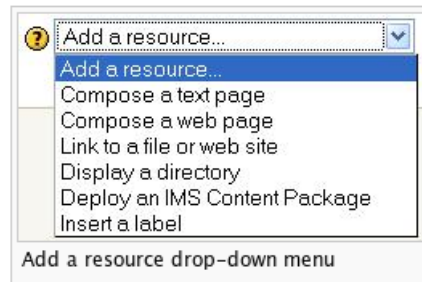 ? Add a resource...
Add a resource...
Compose a text page
Compose a web page
Link to a file or web site
Display a directory
Deploy an IMS Content Package
Insert a label
Add a resource drop-down menu